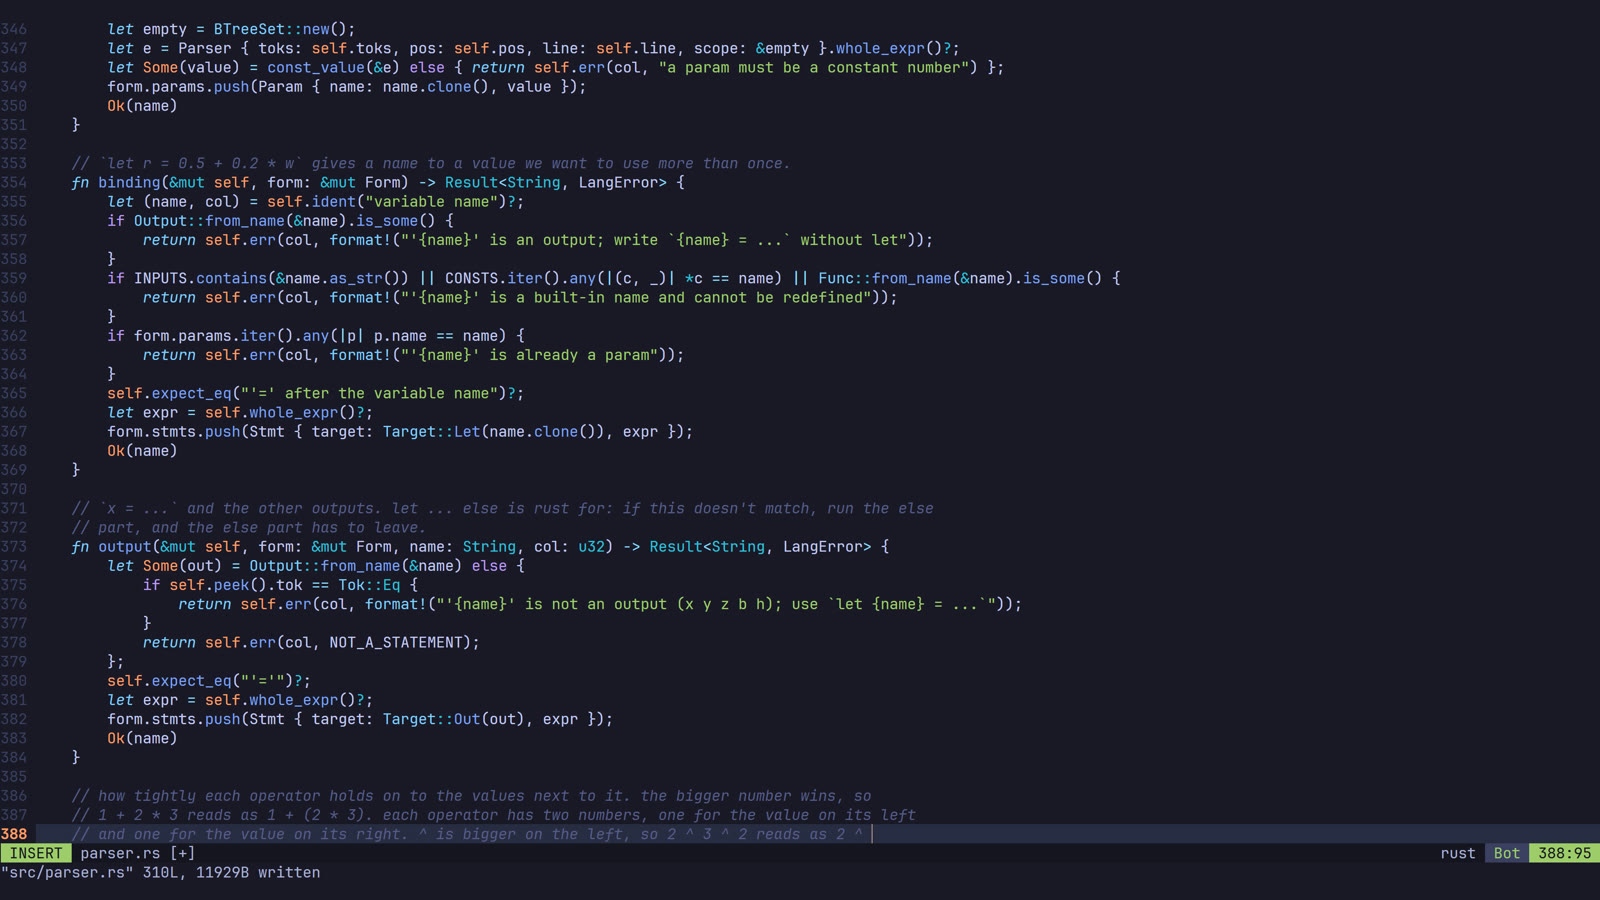 346         let empty = BTreeSet::new();
347         let e = Parser { toks: self.toks, pos: self.pos, line: self.line, scope: &empty }.whole_expr()?;
348         let Some(value) = const_value(&e) else { return self.err(col, "a param must be a constant number") };
349         form.params.push(Param { name: name.clone(), value });
350         Ok(name)
351     }
352
353     // `let r = 0.5 + 0.2 * w` gives a name to a value we want to use more than once.
354     fn binding(&mut self, form: &mut Form) -> Result<String, LangError> {
355         let (name, col) = self.ident("variable name")?;
356         if Output::from_name(&name).is_some() {
357             return self.err(col, format!("'{name}' is an output; write `{name} = ...` without let"));
358         }
359         if INPUTS.contains(&name.as_str()) || CONSTS.iter().any(|(c, _)| *c == name) || Func::from_name(&name).is_some() {
360             return self.err(col, format!("'{name}' is a built-in name and cannot be redefined"));
361         }
362         if form.params.iter().any(|p| p.name == name) {
363             return self.err(col, format!("'{name}' is already a param"));
364         }
365         self.expect_eq("'=' after the variable name")?;
366         let expr = self.whole_expr()?;
367         form.stmts.push(Stmt { target: Target::Let(name.clone()), expr });
368         Ok(name)
369     }
370
371     // `x = ...` and the other outputs. let ... else is rust for: if this doesn't match, run the else
372     // part, and the else part has to leave.
373     fn output(&mut self, form: &mut Form, name: String, col: u32) -> Result<String, LangError> {
374         let Some(out) = Output::from_name(&name) else {
375             if self.peek().tok == Tok::Eq {
376                 return self.err(col, format!("'{name}' is not an output (x y z b h); use `let {name} = ...`"));
377             }
378             return self.err(col, NOT_A_STATEMENT);
379         };
380         self.expect_eq("'='")?;
381         let expr = self.whole_expr()?;
382         form.stmts.push(Stmt { target: Target::Out(out), expr });
383         Ok(name)
384     }
385
386     // how tightly each operator holds on to the values next to it. the bigger number wins, so
387     // 1 + 2 * 3 reads as 1 + (2 * 3). each operator has two numbers, one for the value on its left
388     // and one for the value on its right. ^ is bigger on the left, so 2 ^ 3 ^ 2 reads as 2 ^
INSERT parser.rs [+] rust Bot 388:95
"src/parser.rs" 310L, 11929B written